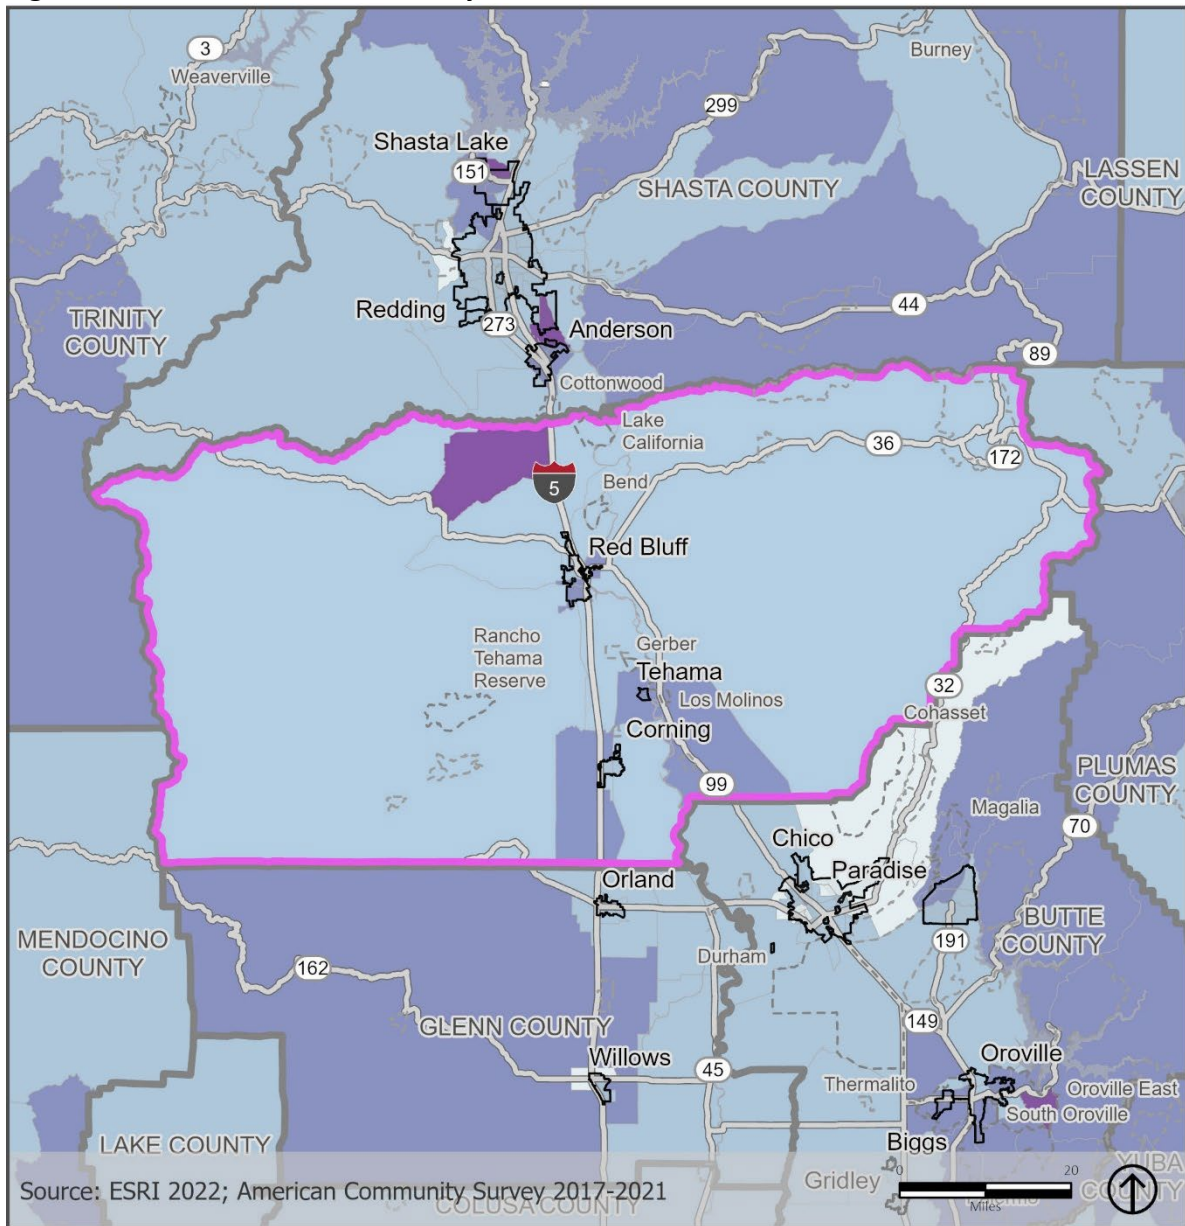 3
Weaverville
Burney
299
Shasta Lake
151
SHASTA COUNTY
LASSEN
COUNTY
TRINITY
COUNTY
Redding
273
Anderson
44
89
Cottonwood
Lake
California
36
172
5
Bend
Red Bluff
Rancho
Tehama
Reserve
Gerber
Tehama
Los Molinos
32
Cohasset
Corning
99
PLUMAS
COUNTY
Magalia
70
Chico
Paradise
Orland
MENDOCINO
COUNTY
162
Durham
191
BUTTE
COUNTY
GLENN COUNTY
149
Willows
45
Oroville
Thermalito
Oroville East
South Oroville
LAKE COUNTY
Biggs
YUBA
COUNTY
Gridley
0
20
Miles
Source: ESRI 2022; American Community Survey 2017-2021
COLUSA COUNTY